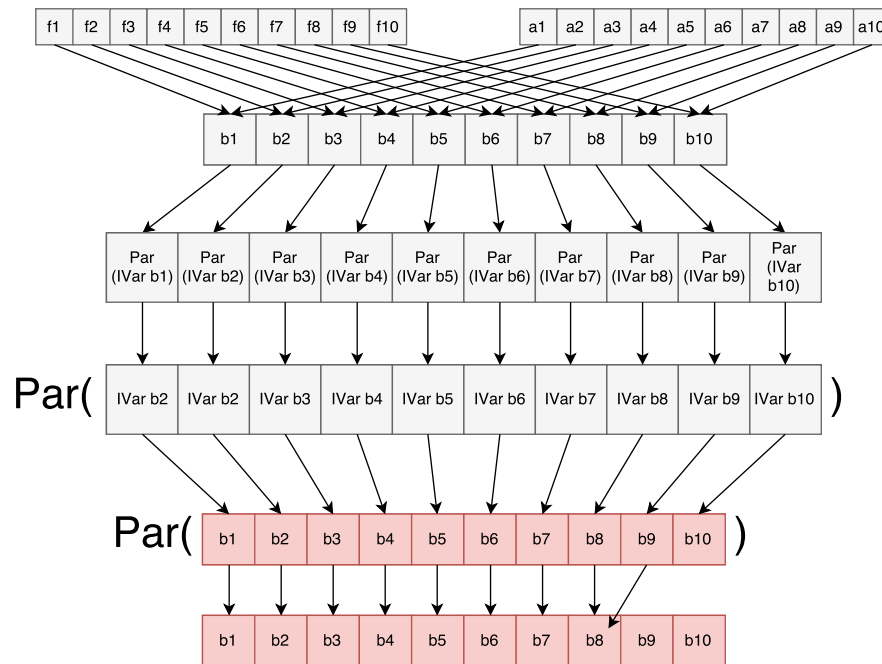 f1 f2 f3 f4 f5 f6 f7 f8 f9 f10 a1 a2 a3 a4 a5 a6 a7 a8 a9 a10
b1 b2 b3 b4 b5 b6 b7 b8 b9 b10
Par (IVar b1) Par (IVar b2) Par (IVar b3) Par (IVar b4) Par (IVar b5) Par (IVar b6) Par (IVar b7) Par (IVar b8) Par (IVar b9) Par (IVar b10)
Par( IVar b2 IVar b2 IVar b3 IVar b4 IVar b5 IVar b6 IVar b7 IVar b8 IVar b9 IVar b10 )
Par( b1 b2 b3 b4 b5 b6 b7 b8 b9 b10 )
b1 b2 b3 b4 b5 b6 b7 b8 b9 b10